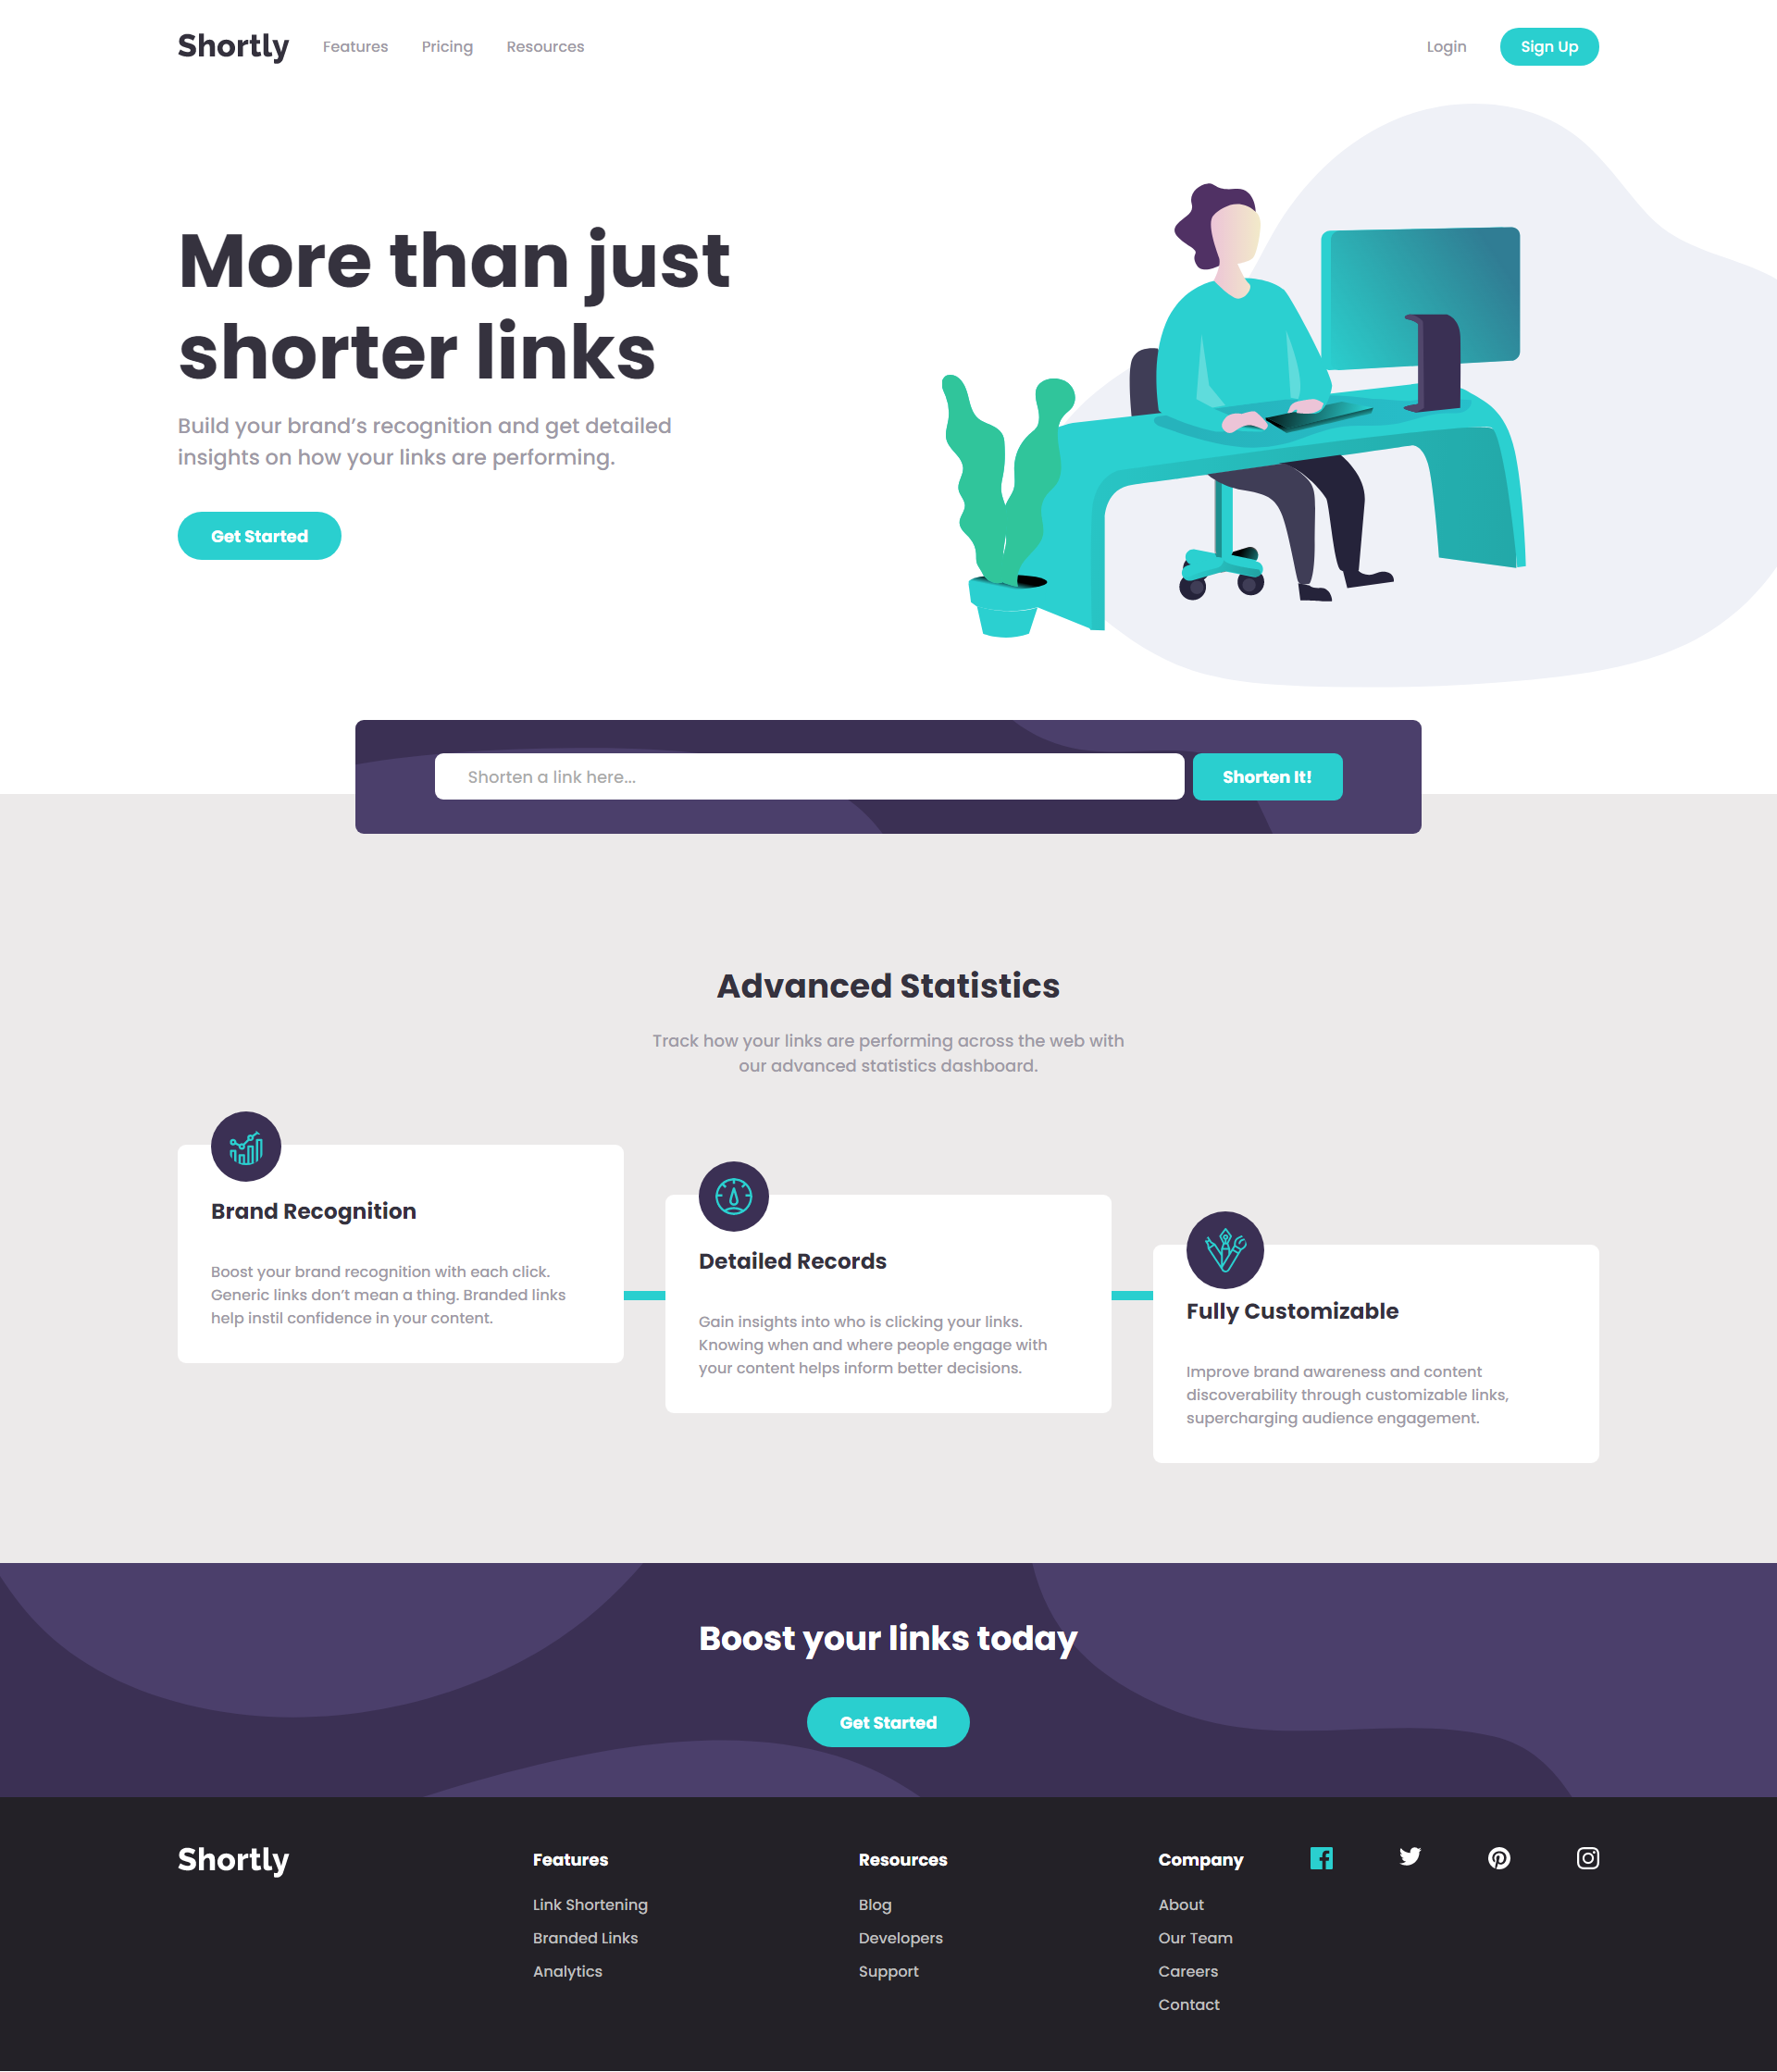 Shortly
Features
Pricing
Resources
Login
Sign Up
More than just
shorter links
Build your brand’s recognition and get detailed
insights on how your links are performing.
Get Started
Shorten a link here...
Shorten It!
Advanced Statistics
Track how your links are performing across the web with
our advanced statistics dashboard.
Brand Recognition
Boost your brand recognition with each click.
Generic links don’t mean a thing. Branded links
help instil confidence in your content.
Detailed Records
Gain insights into who is clicking your links.
Knowing when and where people engage with
your content helps inform better decisions.
Fully Customizable
Improve brand awareness and content
discoverability through customizable links,
supercharging audience engagement.
Boost your links today
Get Started
Shortly
Features
Link Shortening
Branded Links
Analytics
Resources
Blog
Developers
Support
Company
About
Our Team
Careers
Contact